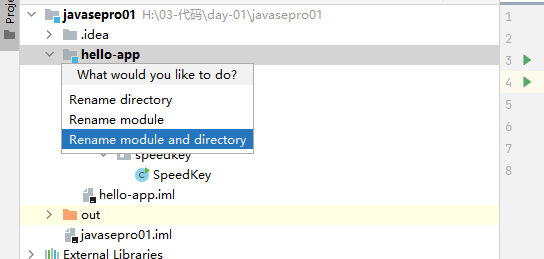 Project
javasepro01 H:\03-代码\day-01\javasepro01
.idea
hello-app
What would you like to do?
Rename directory
Rename module
Rename module and directory
speedkey
SpeedKey
hello-app.iml
out
javasepro01.iml
External Libraries
1
2
3
4
5
6
7
8